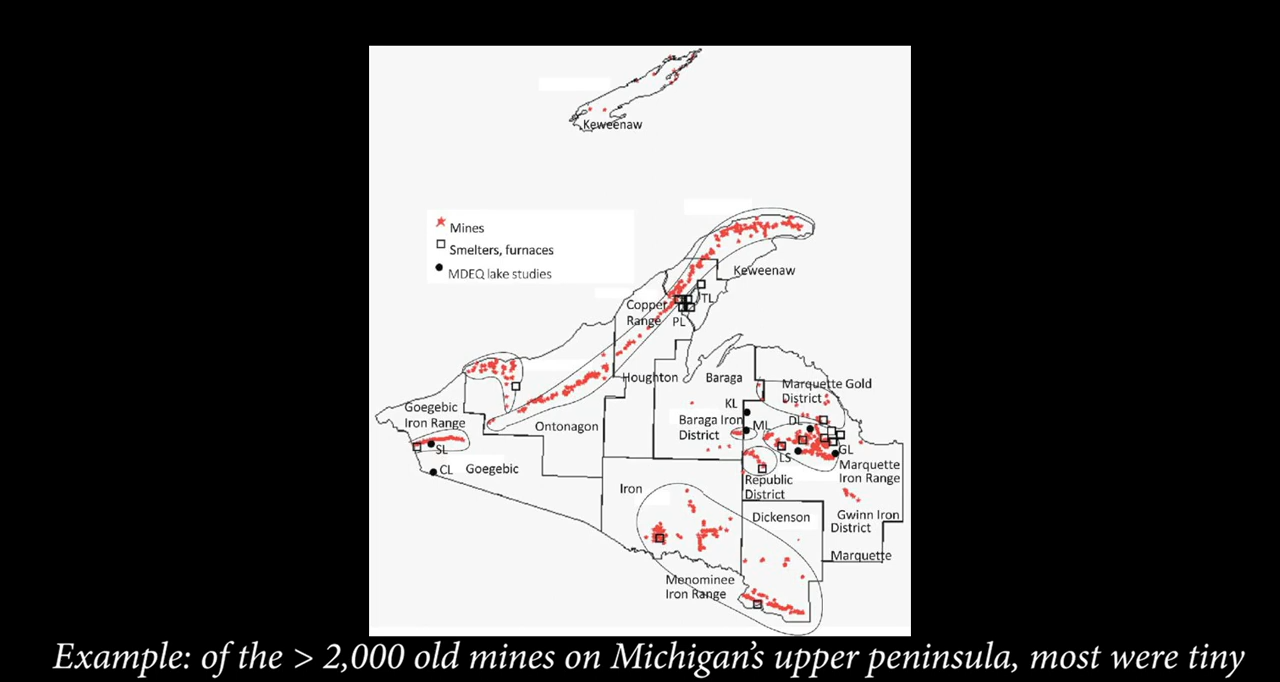 Keweenaw
Mines
Smelters, furnaces
MDEQ lake studies
Keweenaw
TL
Copper
Range
PL
Houghton
Baraga
Marquette Gold
District
KL
Goegebic
Iron Range
Baraga Iron
District
ML
DL
Ontonagon
SL
LS
GL
CL
Goegebic
Marquette
Iron Range
Republic
District
Iron
Dickenson
Gwinn Iron
District
Marquette
Menominee
Iron Range
Example: of the > 2,000 old mines on Michigan's upper peninsula, most were tiny